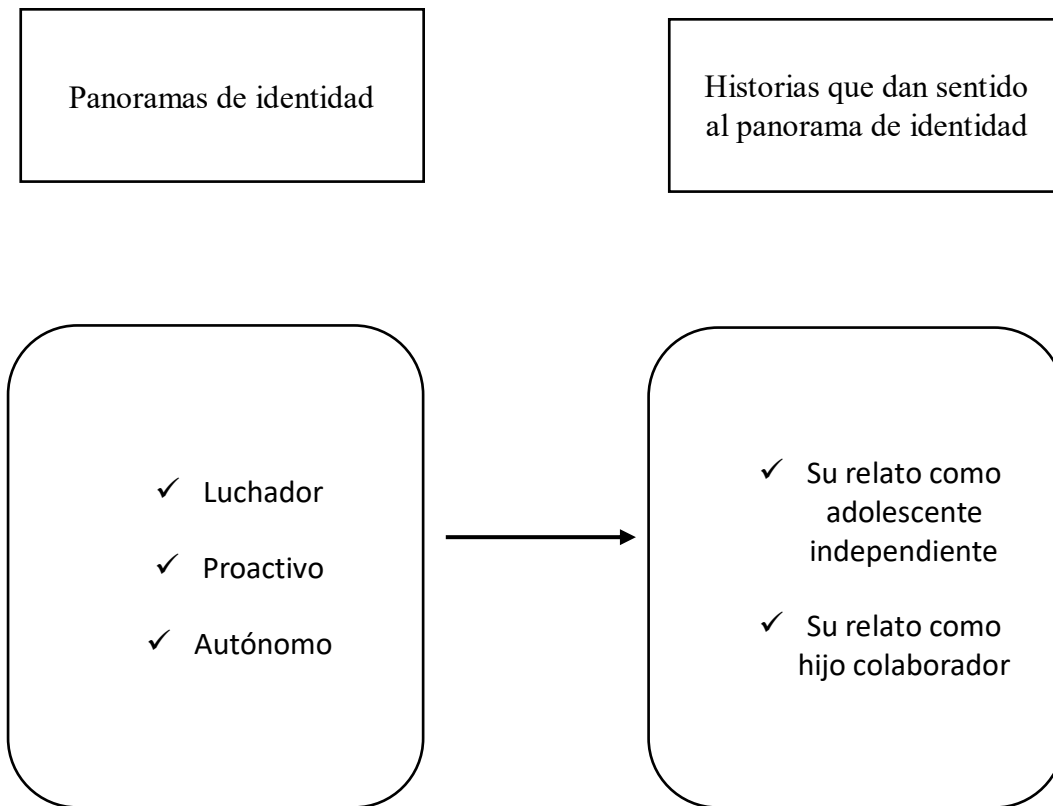 Panoramas de identidad
Historias que dan sentido
al panorama de identidad
✓ Luchador
✓ Proactivo
✓ Autónomo
✓ Su relato como
adolescente
independiente
✓ Su relato como
hijo colaborador